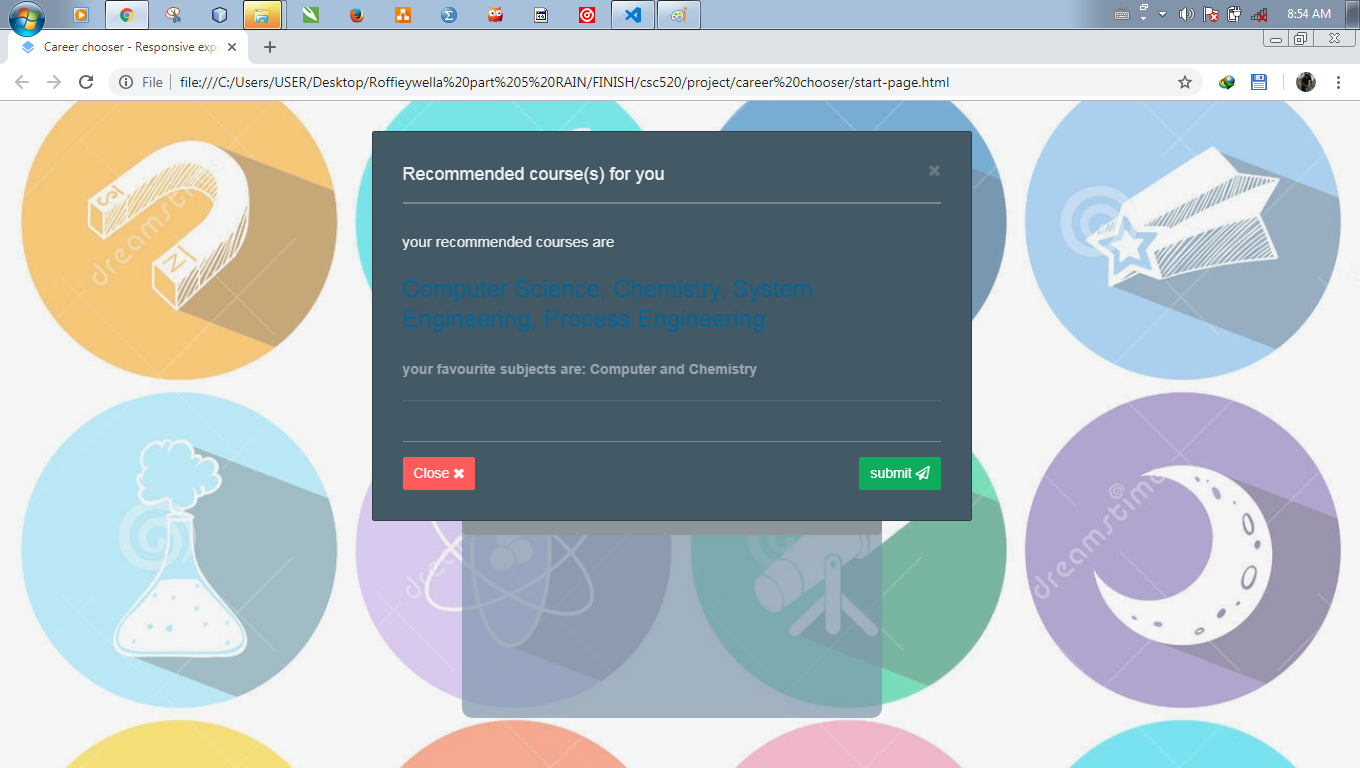 8:54 AM
Career chooser - Responsive exp
File
file:///C:/Users/USER/Desktop/Roffieywella%20part%205%20RAIN/FINISH/csc520/project/career%20chooser/start-page.html
Recommended course(s) for you
your recommended courses are
Computer Science, Chemistry, System
Engineering, Process Engineering
your favourite subjects are: Computer and Chemistry
Close
submit
S
N
dreamstime
dreamstime